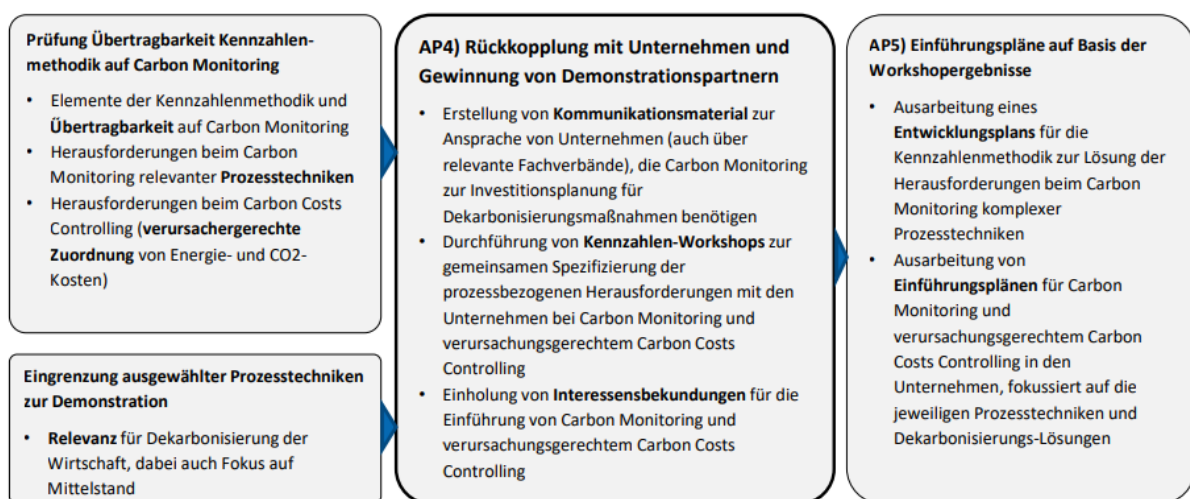 Prüfung Übertragbarkeit Kennzahlen-
methodik auf Carbon Monitoring
• Elemente der Kennzahlenmethodik und
Übertragbarkeit auf Carbon Monitoring
• Herausforderungen beim Carbon
Monitoring relevanter Prozesstechniken
• Herausforderungen beim Carbon Costs
Controlling (verursachergerechte
Zuordnung von Energie- und CO2-
Kosten)
Eingrenzung ausgewählter Prozesstechniken
zur Demonstration
• Relevanz für Dekarbonisierung der
Wirtschaft, dabei auch Fokus auf
Mittelstand
AP4) Rückkopplung mit Unternehmen und
Gewinnung von Demonstrationspartnern
• Erstellung von Kommunikationsmaterial zur
Ansprache von Unternehmen (auch über
relevante Fachverbände), die Carbon Monitoring
zur Investitionsplanung für
Dekarbonisierungsmaßnahmen benötigen
• Durchführung von Kennzahlen-Workshops zur
gemeinsamen Spezifizierung der
prozessbezogenen Herausforderungen mit den
Unternehmen bei Carbon Monitoring und
verursachungsgerechtem Carbon Costs
Controlling
• Einholung von Interessensbekundungen für die
Einführung von Carbon Monitoring und
verursachungsgerechtem Carbon Costs
Controlling
AP5) Einführungspläne auf Basis der
Workshopergebnisse
• Ausarbeitung eines
Entwicklungsplans für die
Kennzahlenmethodik zur Lösung der
Herausforderungen beim Carbon
Monitoring komplexer
Prozesstechniken
• Ausarbeitung von
Einführungsplänen für Carbon
Monitoring und
verursachungsgerechtem Carbon
Costs Controlling in den
Unternehmen, fokussiert auf die
jeweiligen Prozesstechniken und
Dekarbonisierungs-Lösungen